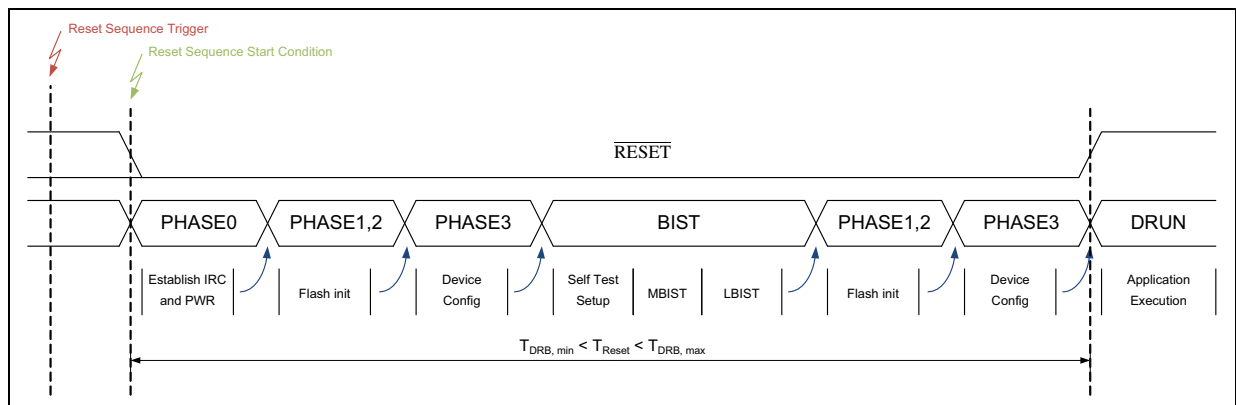 Reset Sequence Trigger
Reset Sequence Start Condition
RESET
PHASE0
PHASE1,2
PHASE3
BIST
PHASE1,2
PHASE3
DRUN
Establish IRC
and PWR
Flash init
Device
Config
Self Test
Setup
MBIST
LBIST
Flash init
Device
Config
Application
Execution
TDRB, min < TReset < TDRB, max